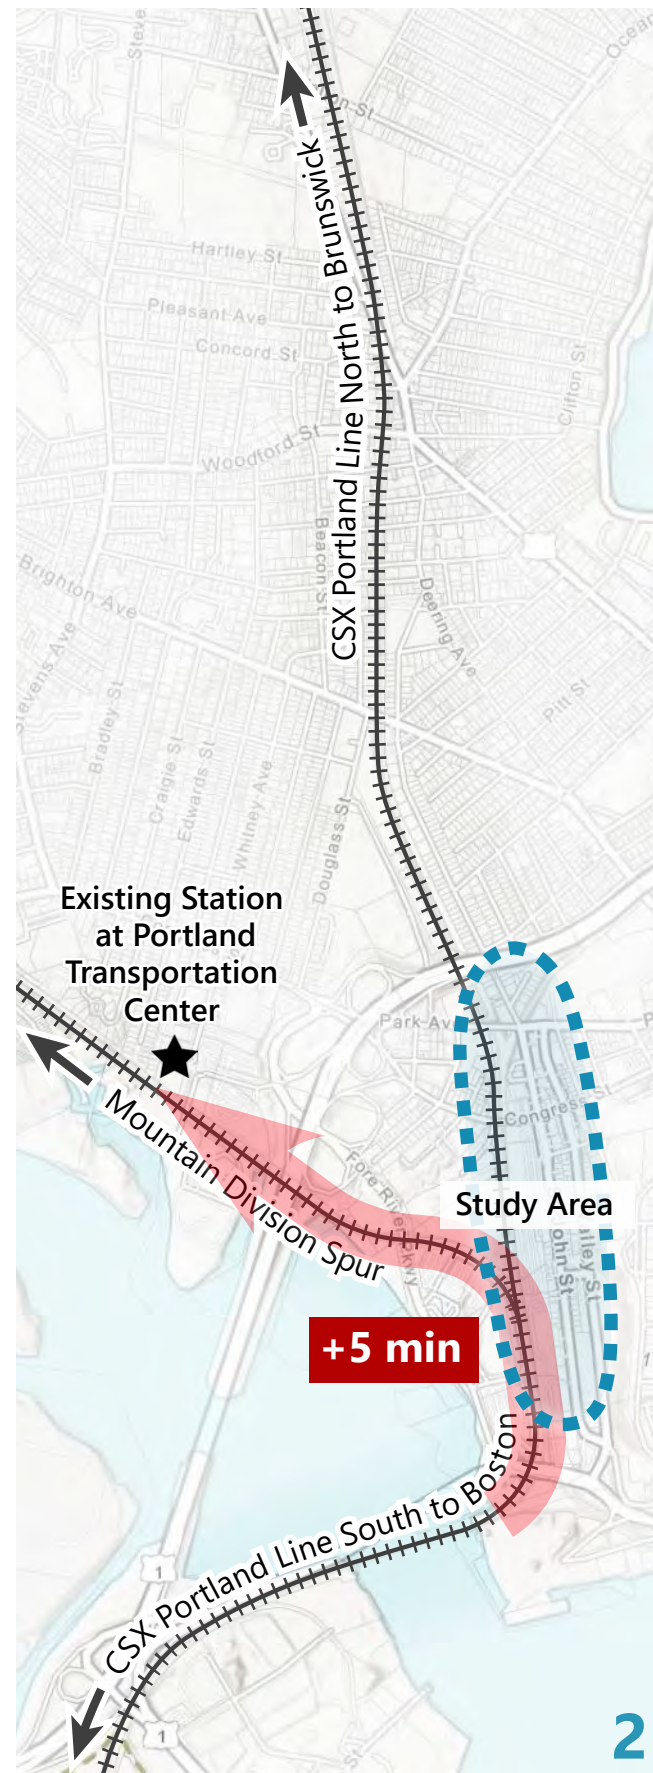 Hartley St
CSX Portland Line North to Brunswick
Pleasant Ave
Concord St
Clifton St
Woodford St
Beacon St
Brighton Ave
Deering Ave
Stevens Ave
Bradley St
Pitt St
Craigie St
Edwards St
Whitney Ave
Douglass St
Existing Station
at Portland
Transportation
Center
Park Ave
Congress St
Mountain Division Spur
Fore River Pkwy
Study Area
+5 min
CSX Portland Line South to Boston
1
1
2